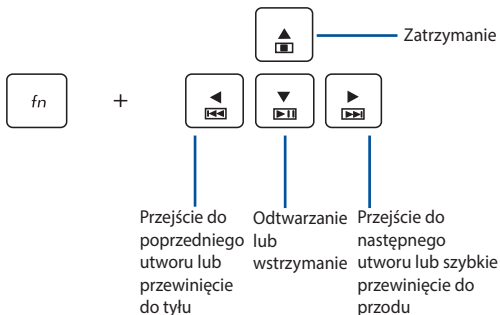 Zatrzymanie
fn
+
Przejście do
poprzedniego
utworu lub
przewinięcie
do tyłu
Odtwarzanie
lub
wstrzymanie
Przejście do
następnego
utworu lub szybkie
przewinięcie do
przodu